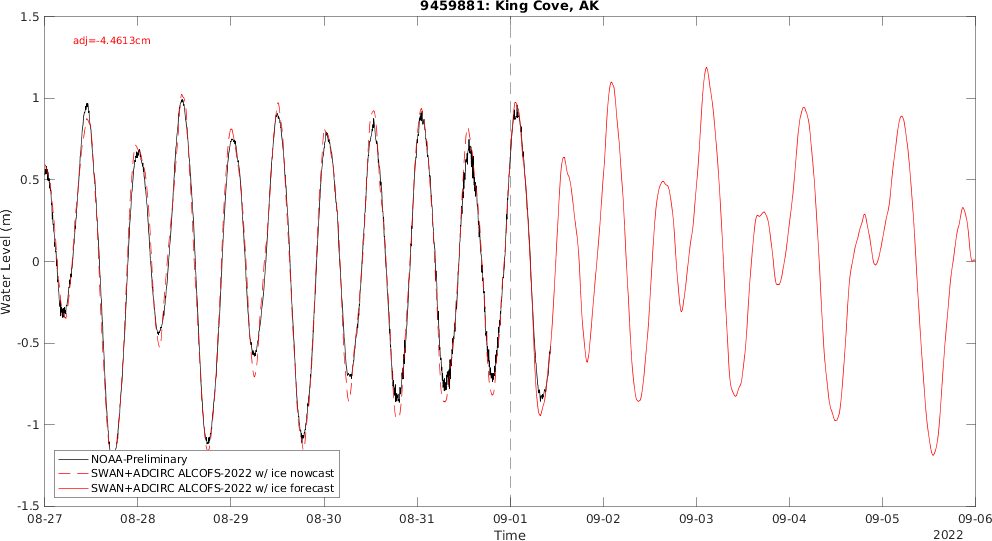 9459881: King Cove, AK
adj=-4.4613cm
Water Level (m)
1.5
1
0.5
0
-0.5
-1
-1.5
NOAA-Preliminary
SWAN+ADCIRC ALCOFS-2022 w/ ice nowcast
SWAN+ADCIRC ALCOFS-2022 w/ ice forecast
08-27 08-28 08-29 08-30 08-31 09-01 09-02 09-03 09-04 09-05 09-06
Time
2022